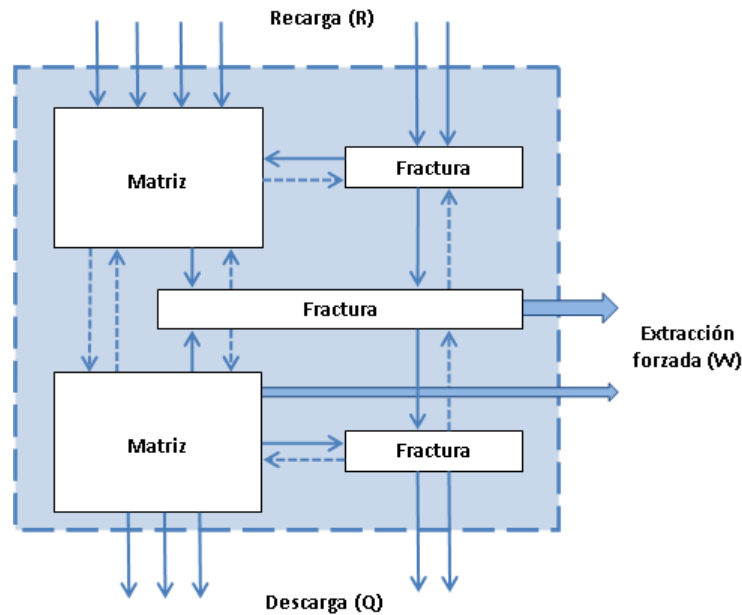 Recarga (R)
Matriz
Fractura
Fractura
Extracción
forzada (W)
Matriz
Fractura
Descarga (Q)